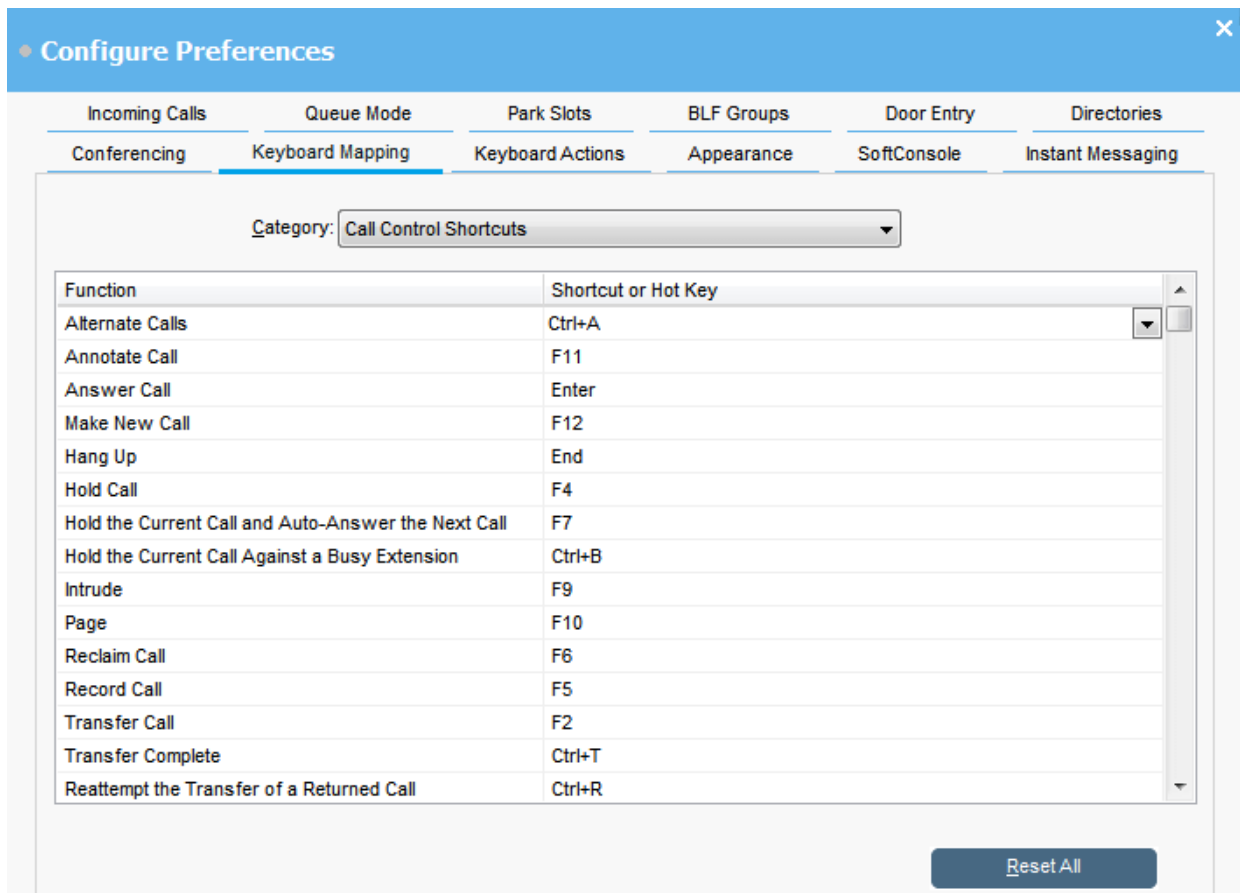 Configure Preferences
Incoming Calls Queue Mode Park Slots BLF Groups Door Entry Directories
Conferencing Keyboard Mapping Keyboard Actions Appearance SoftConsole Instant Messaging
Category: Call Control Shortcuts
Function Shortcut or Hot Key
Alternate Calls Ctrl+A
Annotate Call F11
Answer Call Enter
Make New Call F12
Hang Up End
Hold Call F4
Hold the Current Call and Auto-Answer the Next Call F7
Hold the Current Call Against a Busy Extension Ctrl+B
Intrude F9
Page F10
Reclaim Call F6
Record Call F5
Transfer Call F2
Transfer Complete Ctrl+T
Reattempt the Transfer of a Returned Call Ctrl+R
Reset All